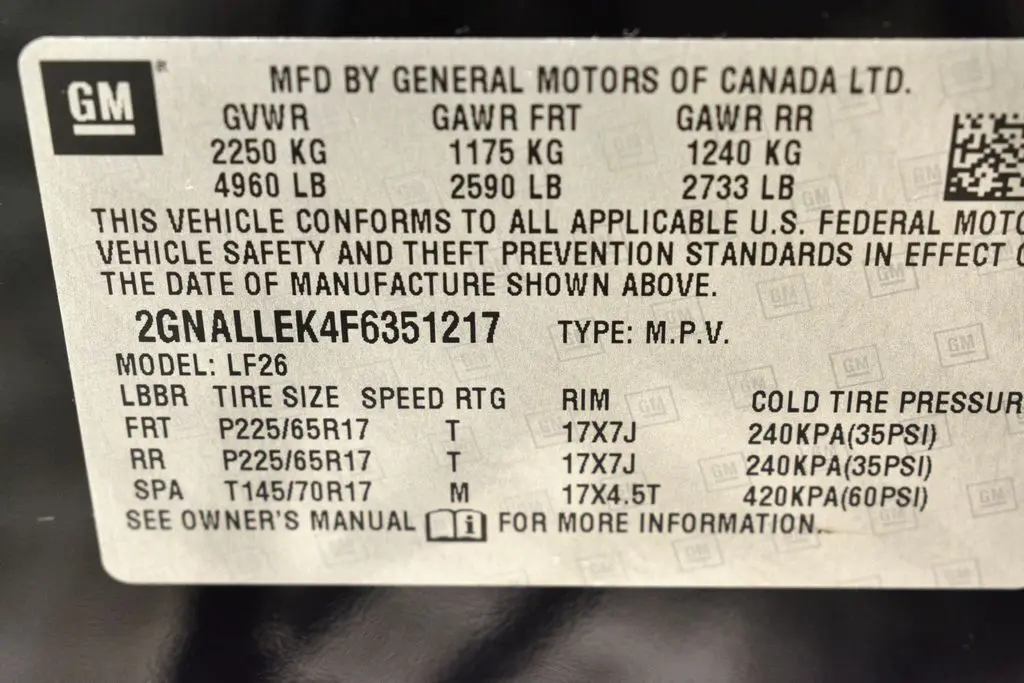 GM
MFD BY GENERAL MOTORS OF CANADA LTD.
GVWR GAWR FRT GAWR RR
2250 KG 1175 KG 1240 KG
4960 LB 2590 LB 2733 LB
THIS VEHICLE CONFORMS TO ALL APPLICABLE U.S. FEDERAL
VEHICLE SAFETY AND THEFT PREVENTION STANDARDS IN EFFECT
THE DATE OF MANUFACTURE SHOWN ABOVE.
2GNALLEK4F6351217 TYPE: M.P.V.
MODEL: LF26
LBBR TIRE SIZE SPEED RTG RIM COLD TIRE PRESSUR
FRT P225/65R17 T 17X7J 240KPA(35PSI)
RR P225/65R17 T 17X7J 240KPA(35PSI)
SPA T145/70R17 M 17X4.5T 420KPA(60PSI)
SEE OWNER'S MANUAL i FOR MORE INFORMATION.